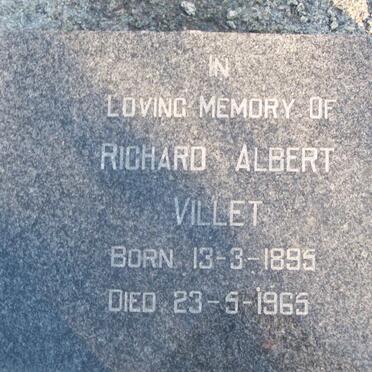 IN
LOVING MEMORY OF
RICHARD ALBERT
VILLET
BORN 13-3-1895
DIED 23-5-1965